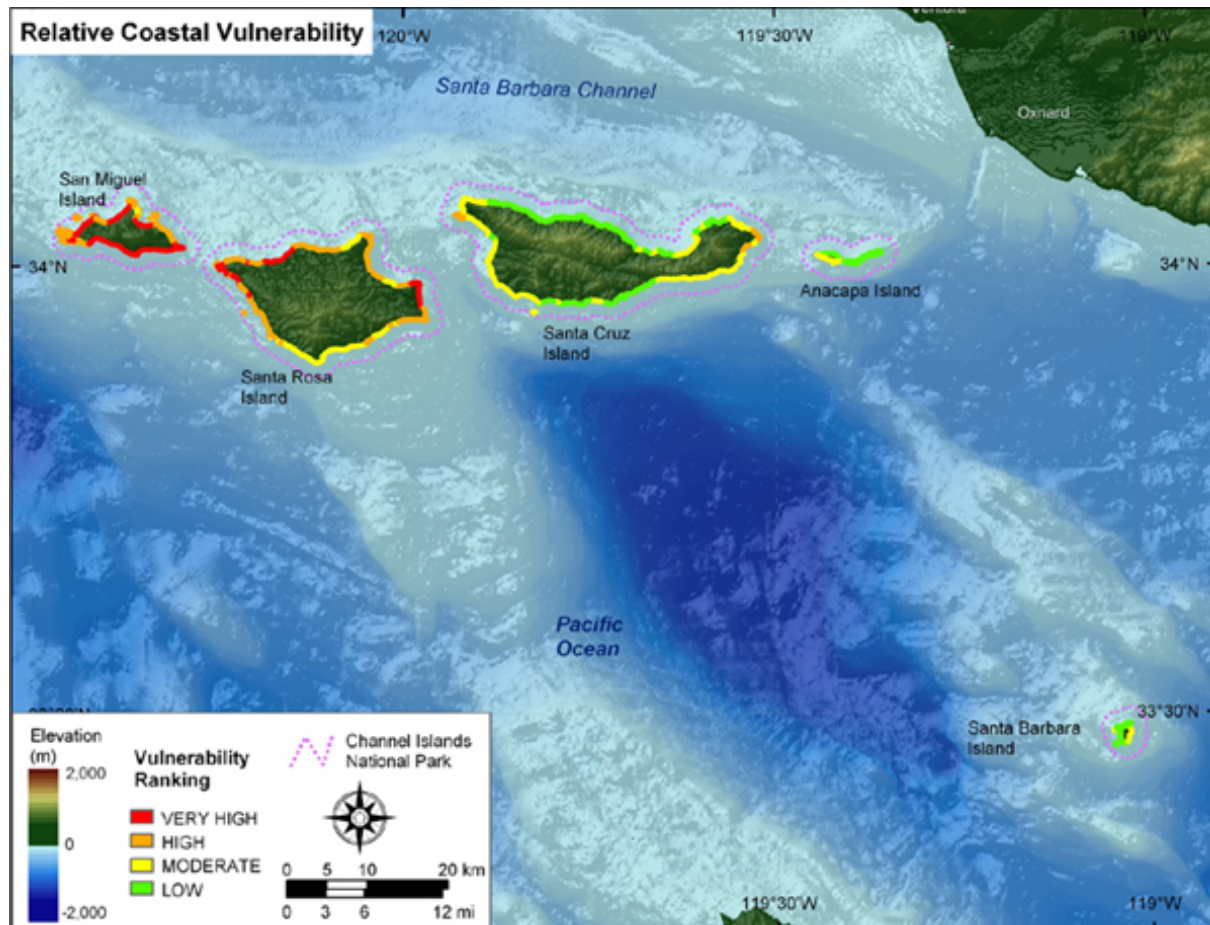 Relative Coastal Vulnerability
120°W
119°30'W
119°W
Ventura
Santa Barbara Channel
Oxnard
San Miguel
Island
34°N
34°N
Anacapa Island
Santa Cruz
Island
Santa Rosa
Island
Pacific
Ocean
33°30'N
Santa Barbara
Island
Elevation
(m)
2,000
0
-2,000
Vulnerability
Ranking
VERY HIGH
HIGH
MODERATE
LOW
Channel Islands
National Park
0 5 10 20 km
0 3 6 12 mi
119°30'W
119°W